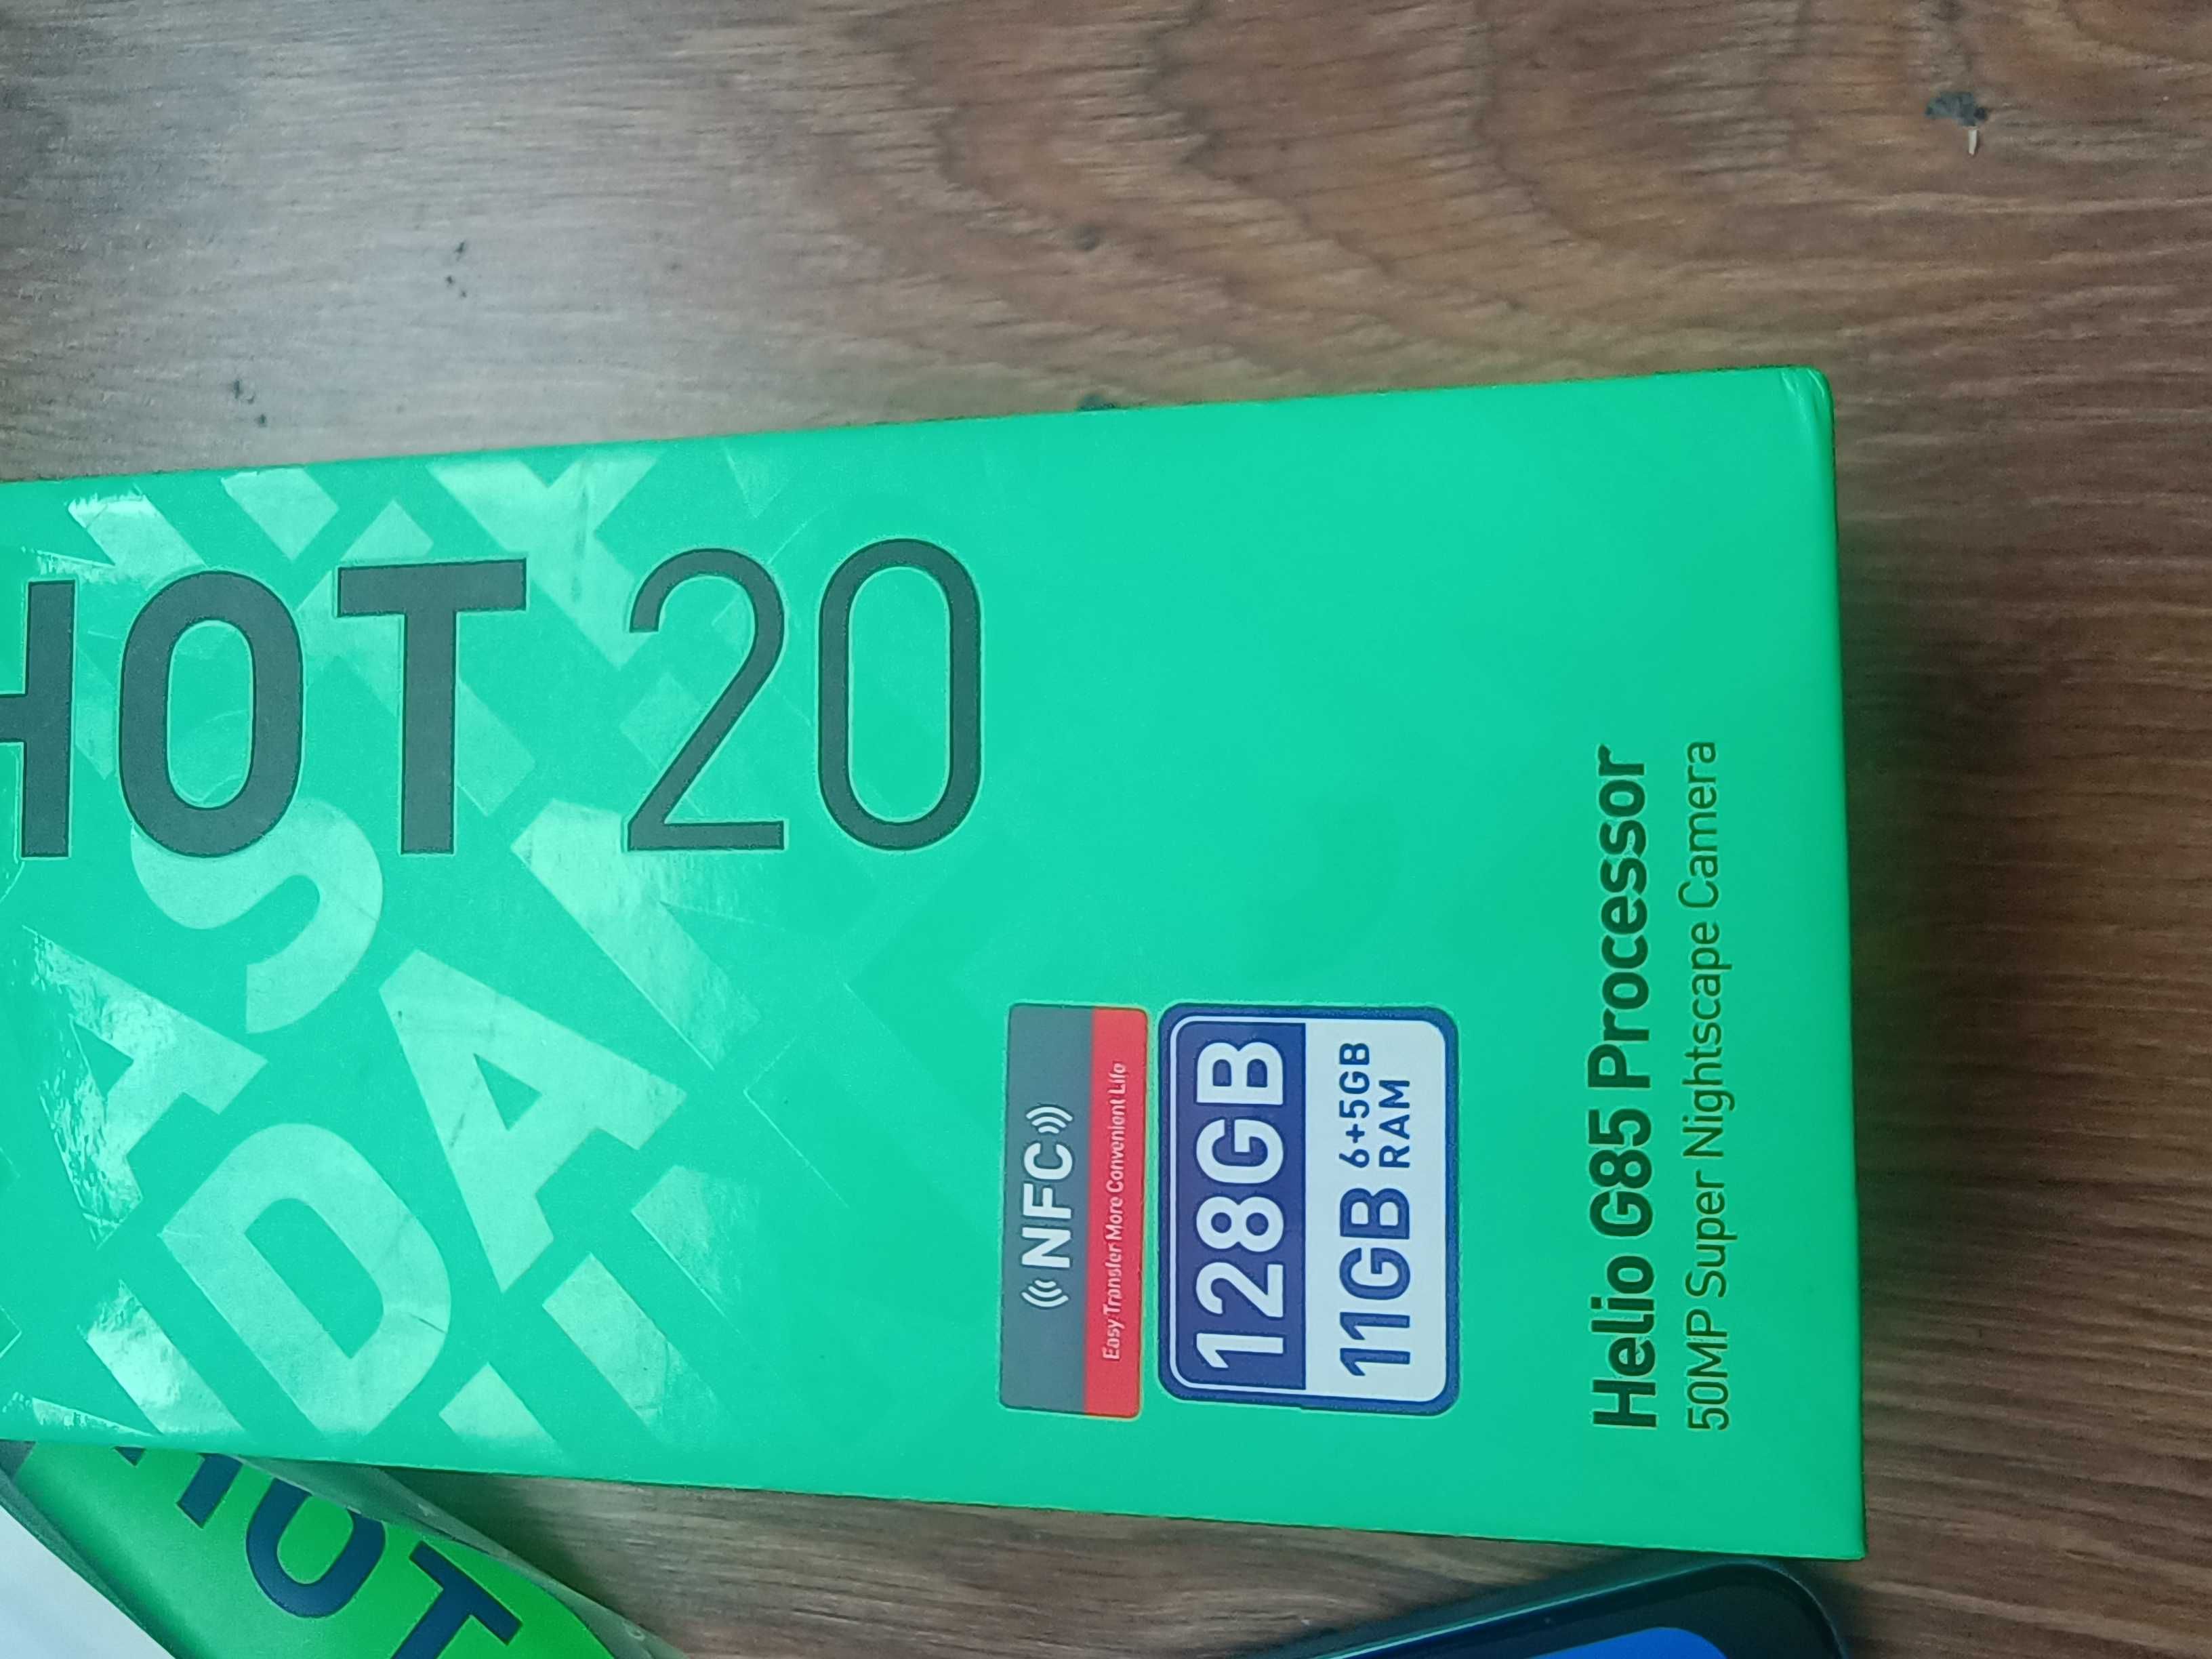 HOT 20
NFC
Easy Transfer More Convenient Life
128GB
11GB 6+5GB
RAM
Helio G85 Processor
50MP Super Nightscape Camera
HOT